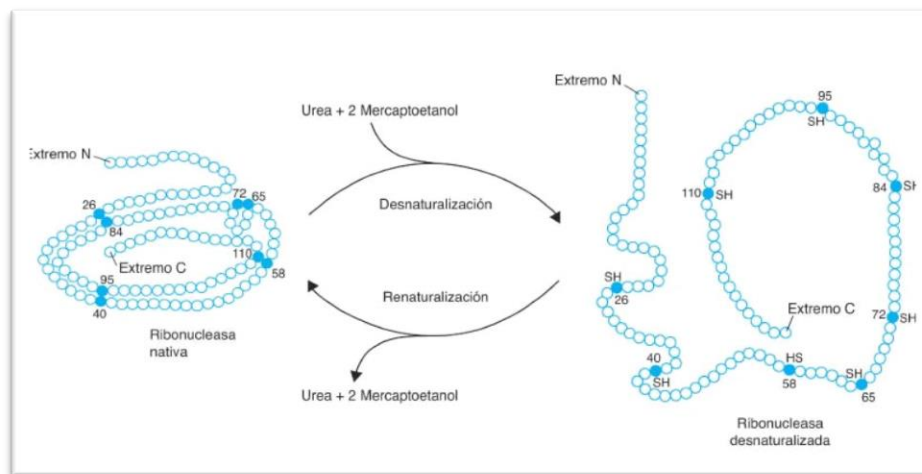 Extremo N
72 65
26
84
110
Extremo C
58
95
40
Ribonucleasa
nativa
Urea + 2 Mercaptoetanol
Desnaturalización
Renaturalización
Urea + 2 Mercaptoetanol
Extremo N
95
SH
84 SH
110 SH
SH
26
Extremo C
72 SH
40
SH
HS
58
SH
65
Ribonucleasa
desnaturalizada